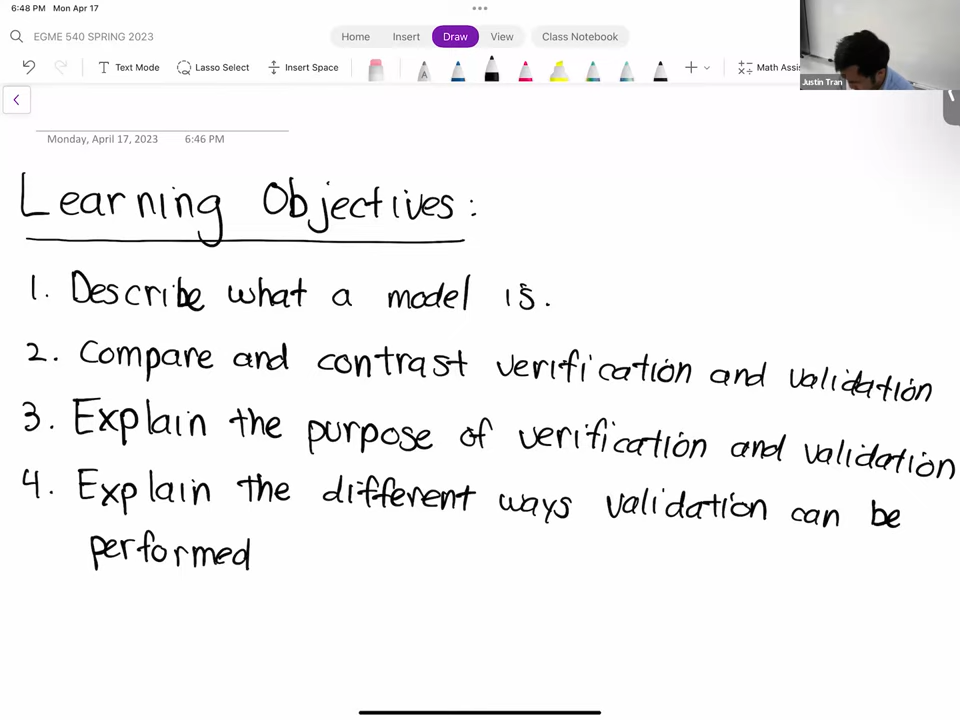 6:48 PM Mon Apr 17
EGME 540 SPRING 2023
Home Insert Draw View Class Notebook
Text Mode Lasso Select Insert Space A Math Assis
Justin Tran
Monday, April 17, 2023 6:46 PM
Learning Objectives:
1. Describe what a model is.
2. Compare and contrast verification and validation
3. Explain the purpose of verification and validation
4. Explain the different ways validation can be
performed